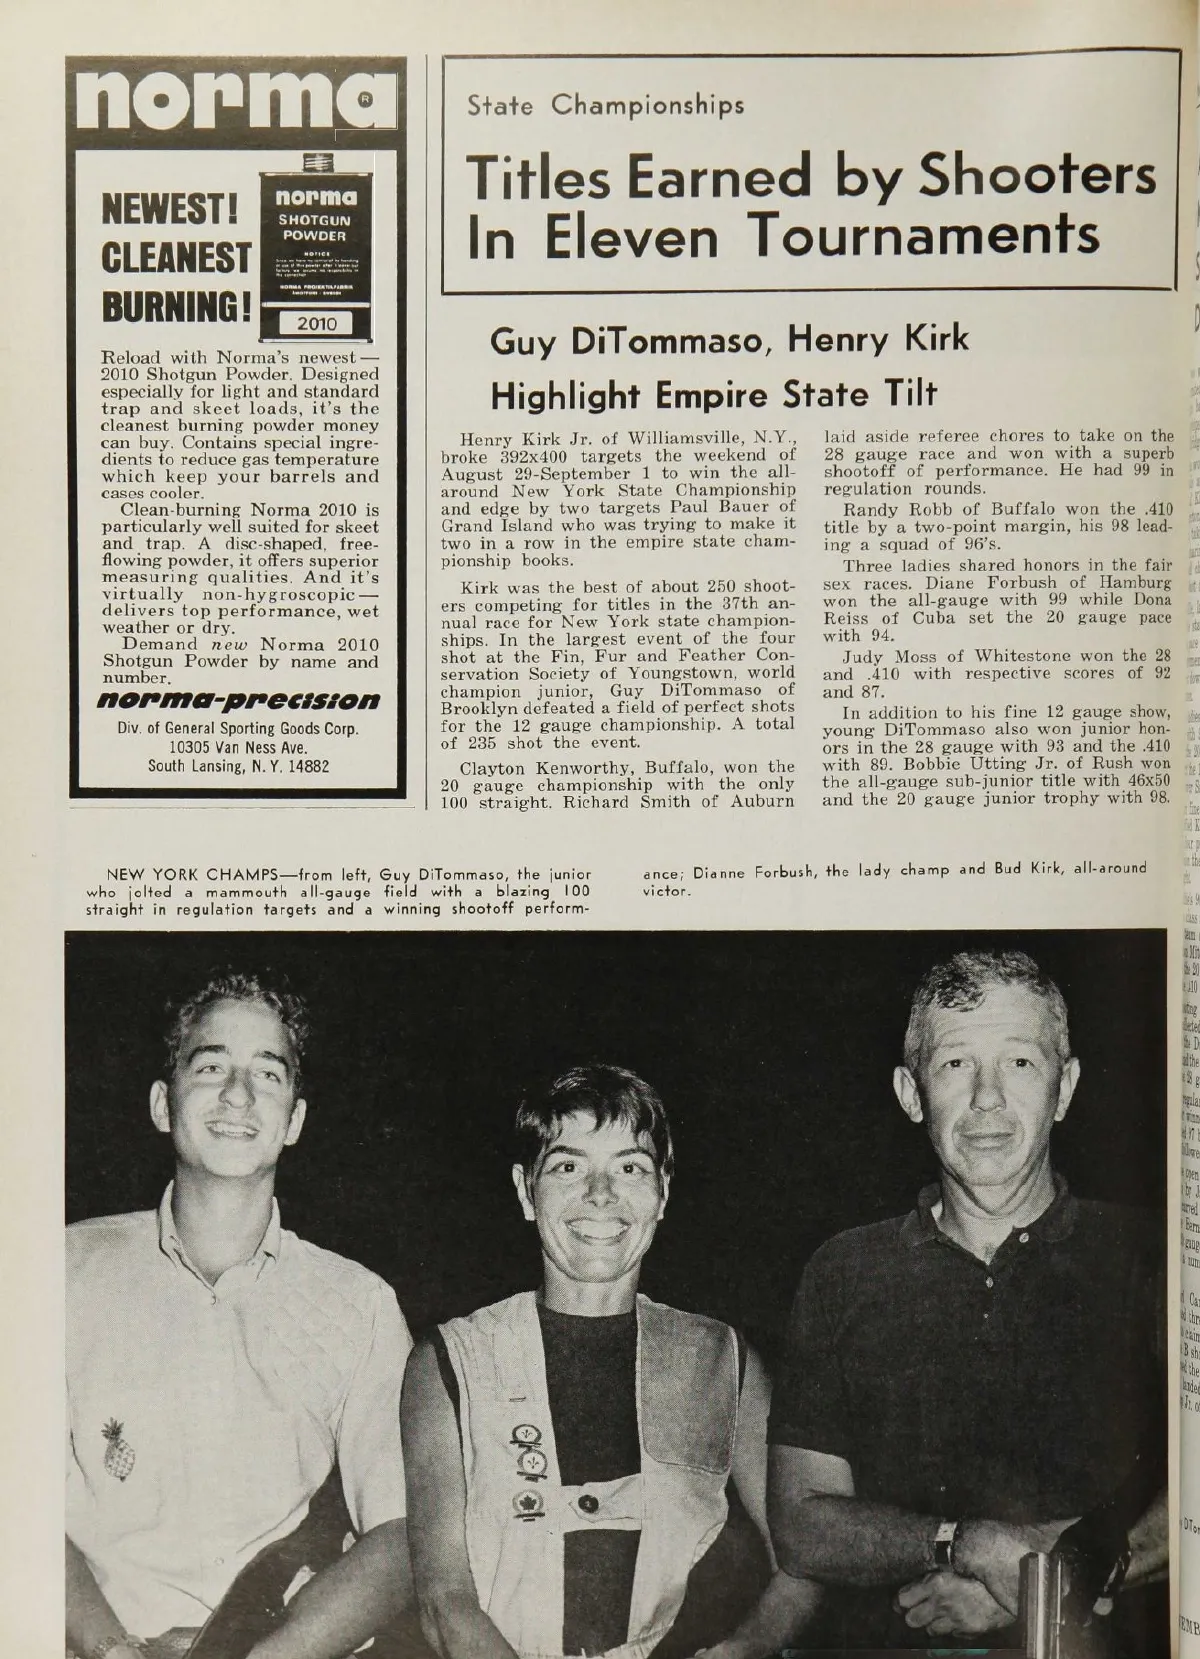 norma
®
NEWEST!
CLEANEST
BURNING!
norma
SHOTGUN
POWDER
NOTICE
NORMA PROJEKTILFABRIK
AMOTFORS - SWEDEN
2010
Reload with Norma's newest—
2010 Shotgun Powder. Designed
especially for light and standard
trap and skeet loads, it's the
cleanest burning powder money
can buy. Contains special ingre-
dients to reduce gas temperature
which keep your barrels and
cases cooler.
Clean-burning Norma 2010 is
particularly well suited for skeet
and trap. A disc-shaped, free-
flowing powder, it offers superior
measuring qualities. And it's
virtually non-hygroscopic—
delivers top performance, wet
weather or dry.
Demand new Norma 2010
Shotgun Powder by name and
number.
norma-precision
Div. of General Sporting Goods Corp.
10305 Van Ness Ave.
South Lansing, N.Y. 14882
State Championships
Titles Earned by Shooters
In Eleven Tournaments
Guy DiTommaso, Henry Kirk
Highlight Empire State Tilt
Henry Kirk Jr. of Williamsville, N.Y.,
broke 392x400 targets the weekend of
August 29-September 1 to win the all-
around New York State Championship
and edge by two targets Paul Bauer of
Grand Island who was trying to make it
two in a row in the empire state cham-
pionship books.
Kirk was the best of about 250 shoot-
ers competing for titles in the 37th an-
nual race for New York state champion-
ships. In the largest event of the four
shot at the Fin, Fur and Feather Con-
servation Society of Youngstown, world
champion junior, Guy DiTommaso of
Brooklyn defeated a field of perfect shots
for the 12 gauge championship. A total
of 235 shot the event.
Clayton Kenworthy, Buffalo, won the
20 gauge championship with the only
100 straight. Richard Smith of Auburn
laid aside referee chores to take on the
28 gauge race and won with a superb
shootoff of performance. He had 99 in
regulation rounds.
Randy Robb of Buffalo won the .410
title by a two-point margin, his 98 lead-
ing a squad of 96's.
Three ladies shared honors in the fair
sex races. Diane Forbush of Hamburg
won the all-gauge with 99 while Dona
Reiss of Cuba set the 20 gauge pace
with 94.
Judy Moss of Whitestone won the 28
and .410 with respective scores of 92
and 87.
In addition to his fine 12 gauge show,
young DiTommaso also won junior hon-
ors in the 28 gauge with 93 and the .410
with 89. Bobbie Utting Jr. of Rush won
the all-gauge sub-junior title with 46x50
and the 20 gauge junior trophy with 98.
NEW YORK CHAMPS—from left, Guy DiTommaso, the junior
who jolted a mammouth all-gauge field with a blazing 100
straight in regulation targets and a winning shootoff perform-
ance; Dianne Forbush, the lady champ and Bud Kirk, all-around
victor.